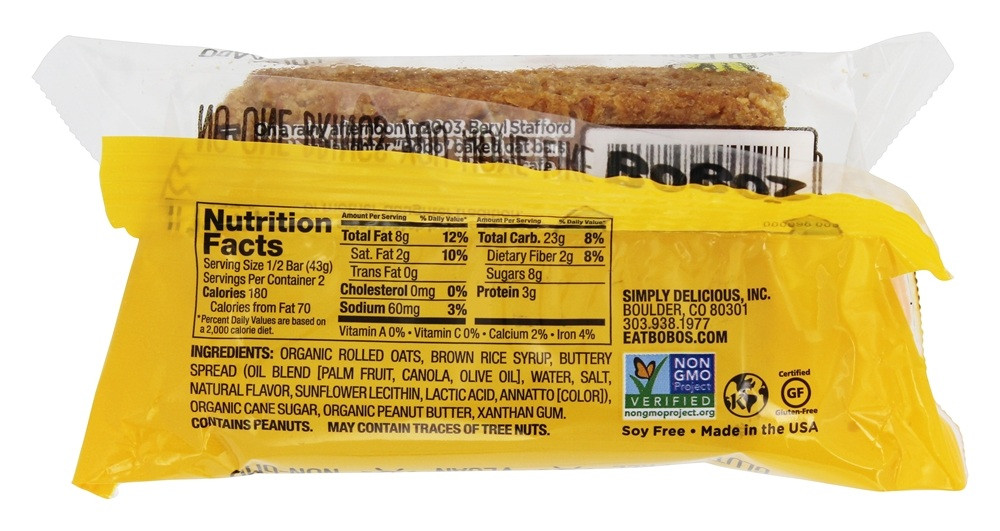 On a rainy afternoon in 2003, Beryl Stafford
baked oat bars
cafe
BoBoz
Nutrition
Facts
Serving Size 1/2 Bar (43g)
Servings Per Container 2
Calories 180
Calories from Fat 70
*Percent Daily Values are based on
a 2,000 calorie diet.
Amount Per Serving % Daily Value*
Total Fat 8g 12%
Sat. Fat 2g 10%
Trans Fat 0g
Cholesterol 0mg 0%
Sodium 60mg 3%
Amount Per Serving % Daily Value*
Total Carb. 23g 8%
Dietary Fiber 2g 8%
Sugars 8g
Protein 3g
Vitamin A 0% • Vitamin C 0% • Calcium 2% • Iron 4%
INGREDIENTS: ORGANIC ROLLED OATS, BROWN RICE SYRUP, BUTTERY
SPREAD (OIL BLEND [PALM FRUIT, CANOLA, OLIVE OIL], WATER, SALT,
NATURAL FLAVOR, SUNFLOWER LECITHIN, LACTIC ACID, ANNATTO [COLOR]),
ORGANIC CANE SUGAR, ORGANIC PEANUT BUTTER, XANTHAN GUM.
CONTAINS PEANUTS. MAY CONTAIN TRACES OF TREE NUTS.
SIMPLY DELICIOUS, INC.
BOULDER, CO 80301
303.938.1977
EATBOBOS.COM
NON
GMO
Project
VERIFIED
nongmoproject.org
Certified
GF
Gluten-Free
Soy Free • Made in the USA